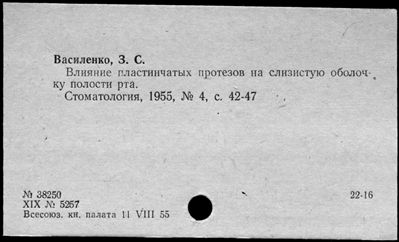 Василенко, З. С.
Влияние пластинчатых протезов на слизистую оболоч-
ку полости рта.
Стоматология, 1955, № 4, с. 42-47
№ 38250
22-16
XIX № 5267
Всесоюз. кн. палата 11 VIII 55